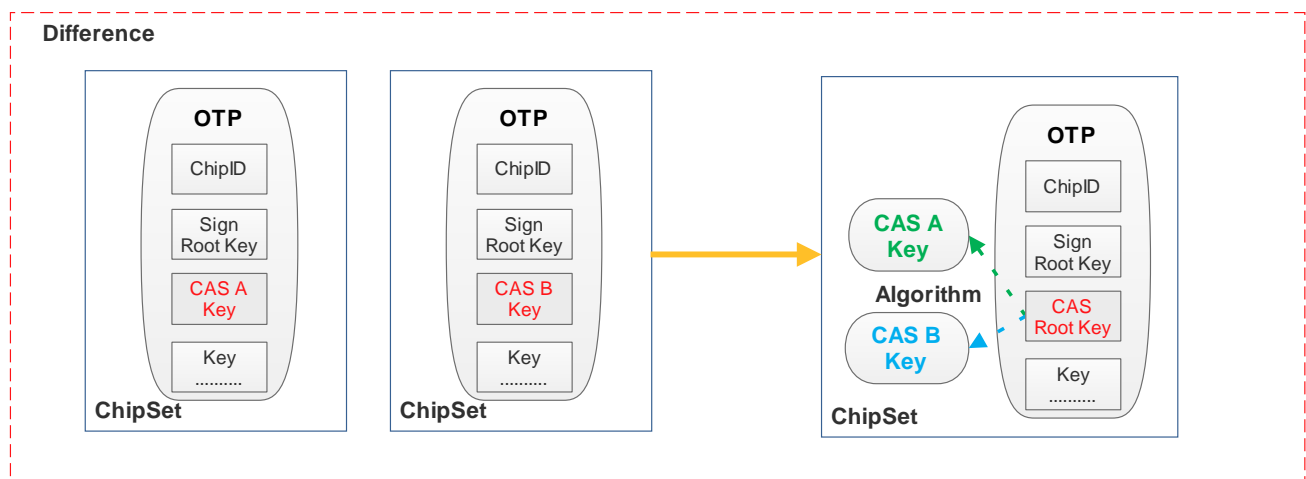 Difference
OTP
ChipID
Sign
Root Key
CAS A
Key
Key
..........
ChipSet
OTP
ChipID
Sign
Root Key
CAS B
Key
Key
..........
ChipSet
CAS A
Key
Algorithm
CAS B
Key
OTP
ChipID
Sign
Root Key
CAS
Root Key
Key
..........
ChipSet